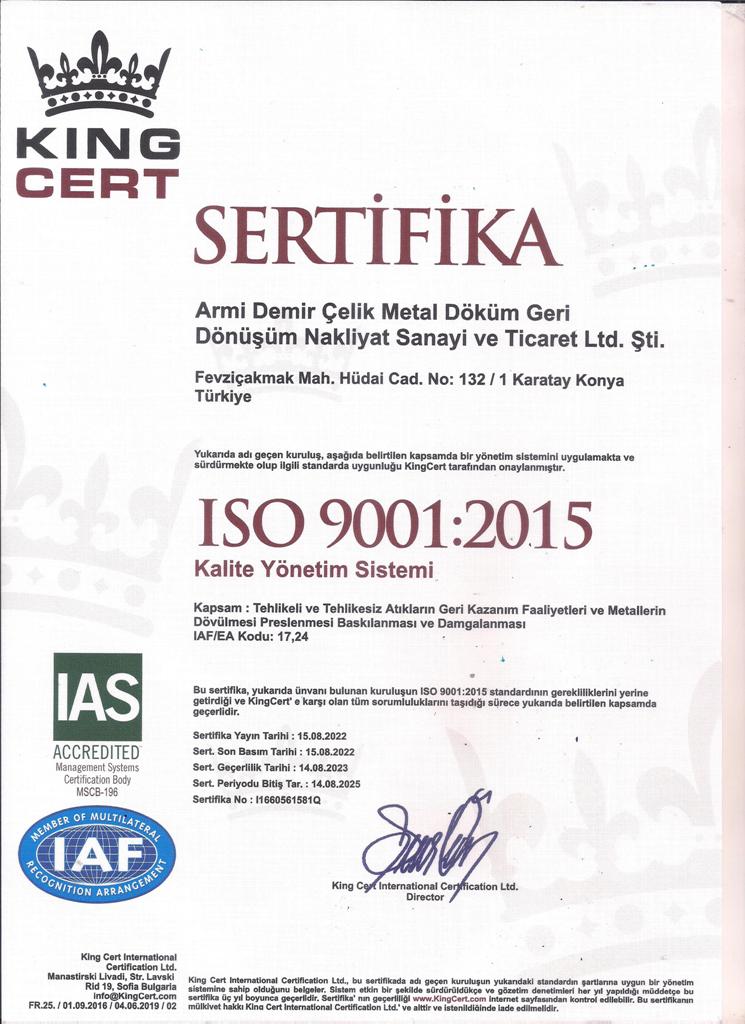 KING
CERT
SERTİFİKA
Armi Demir Çelik Metal Döküm Geri
Dönüşüm Nakliyat Sanayi ve Ticaret Ltd. Şti.
Fevziçakmak Mah. Hüdai Cad. No: 132 / 1 Karatay Konya
Türkiye
Yukarıda adı geçen kuruluş, aşağıda belirtilen kapsamda bir yönetim sistemini uygulamakta ve
sürdürmekte olup ilgili standarda uygunluğu KingCert tarafından onaylanmıştır.
ISO 9001:2015
Kalite Yönetim Sistemi
Kapsam : Tehlikeli ve Tehlikesiz Atıkların Geri Kazanım Faaliyetleri ve Metallerin
Dövülmesi Preslenmesi Baskılanması ve Damgalanması
IAF/EA Kodu: 17,24
Bu sertifika, yukarıda ünvanı bulunan kuruluşun ISO 9001:2015 standardının gerekliliklerini yerine
getirdiği ve KingCert' e karşı olan tüm sorumluluklarını taşıdığı sürece yukarıda belirtilen kapsamda
geçerlidir.
Sertifika Yayın Tarihi : 15.08.2022
Sert. Son Basım Tarihi : 15.08.2022
Sert. Geçerlilik Tarihi : 14.08.2023
Sert. Periyodu Bitiş Tar. : 14.08.2025
Sertifika No : I1660561581Q
IAS
ACCREDITED
Management Systems
Certification Body
MSCB-196
MEMBER OF MULTILATERAL
IAF
RECOGNITION ARRANGEMENT
King Cert International Certification Ltd.
Director
King Cert International
Certification Ltd.
Manastirski Livadi, Str. Lavski
Rid 19, Sofia Bulgaria
info@KingCert.com
FR.25. / 01.09.2016 / 04.06.2019 / 02
King Cert International Certification Ltd., bu sertifikada adı geçen kuruluşun yukarıdaki standardın şartlarına uygun bir yönetim
sistemine sahip olduğunu belgeler. Sistem etkin bir şekilde sürdürüldükçe ve gözetim denetimleri her yıl yapıldığı müddetçe bu
sertifika üç yıl boyunca geçerlidir. Sertifika' nın geçerliliği www.KingCert.com internet sayfasından kontrol edilebilir. Bu sertifikanın
mülkiyet hakkı King Cert International Certification Ltd.' ye aittir ve istenildiğinde iade edilmelidir.